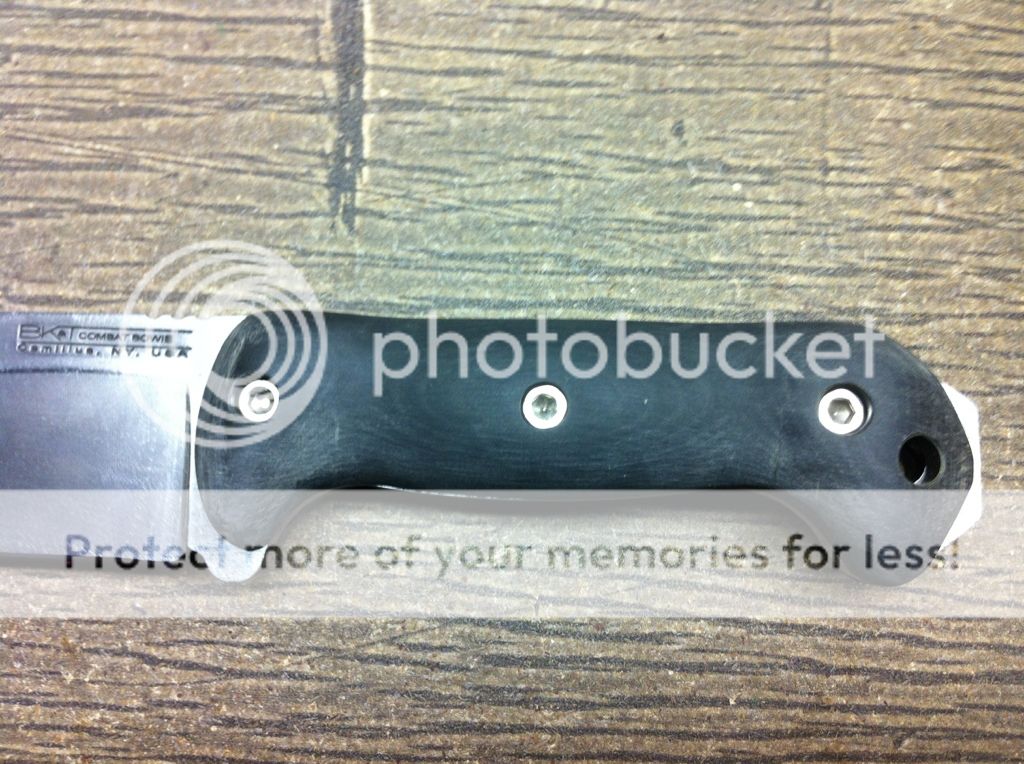 BK&T COMBAT BOWIE
Camillus, NY, USA
photobucket
Protect more of your memories for less!